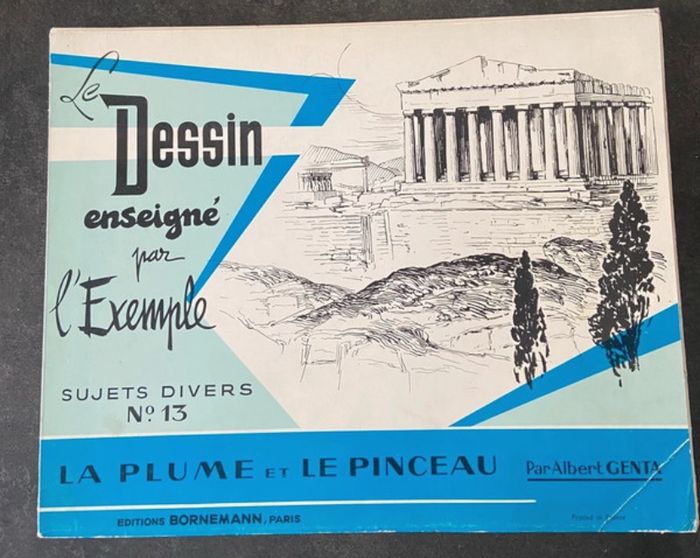 Le
Dessin
enseigné
par
l'Exemple
SUJETS DIVERS
Nº 13
LA PLUME ET LE PINCEAU Par Albert GENTA
EDITIONS BORNEMANN, PARIS
Printed in France